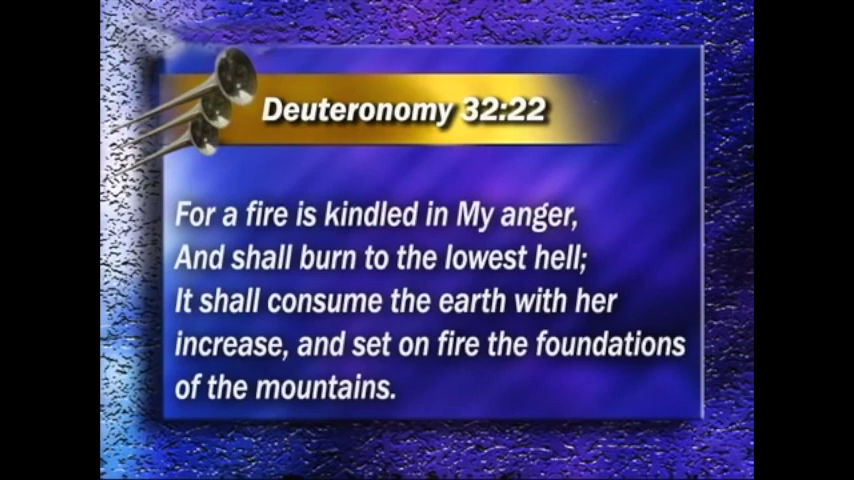 Deuteronomy 32:22
For a fire is kindled in My anger,
And shall burn to the lowest hell;
It shall consume the earth with her
increase, and set on fire the foundations
of the mountains.